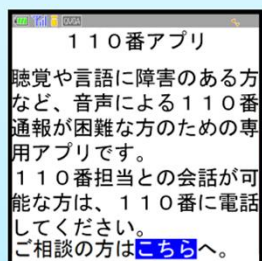 110番アプリ
聴覚や言語に障害のある方
など、音声による110番
通報が困難な方のための専
用アプリです。
110番担当との会話が可
能な方は、110番に電話
してください。
ご相談の方はこちらへ。